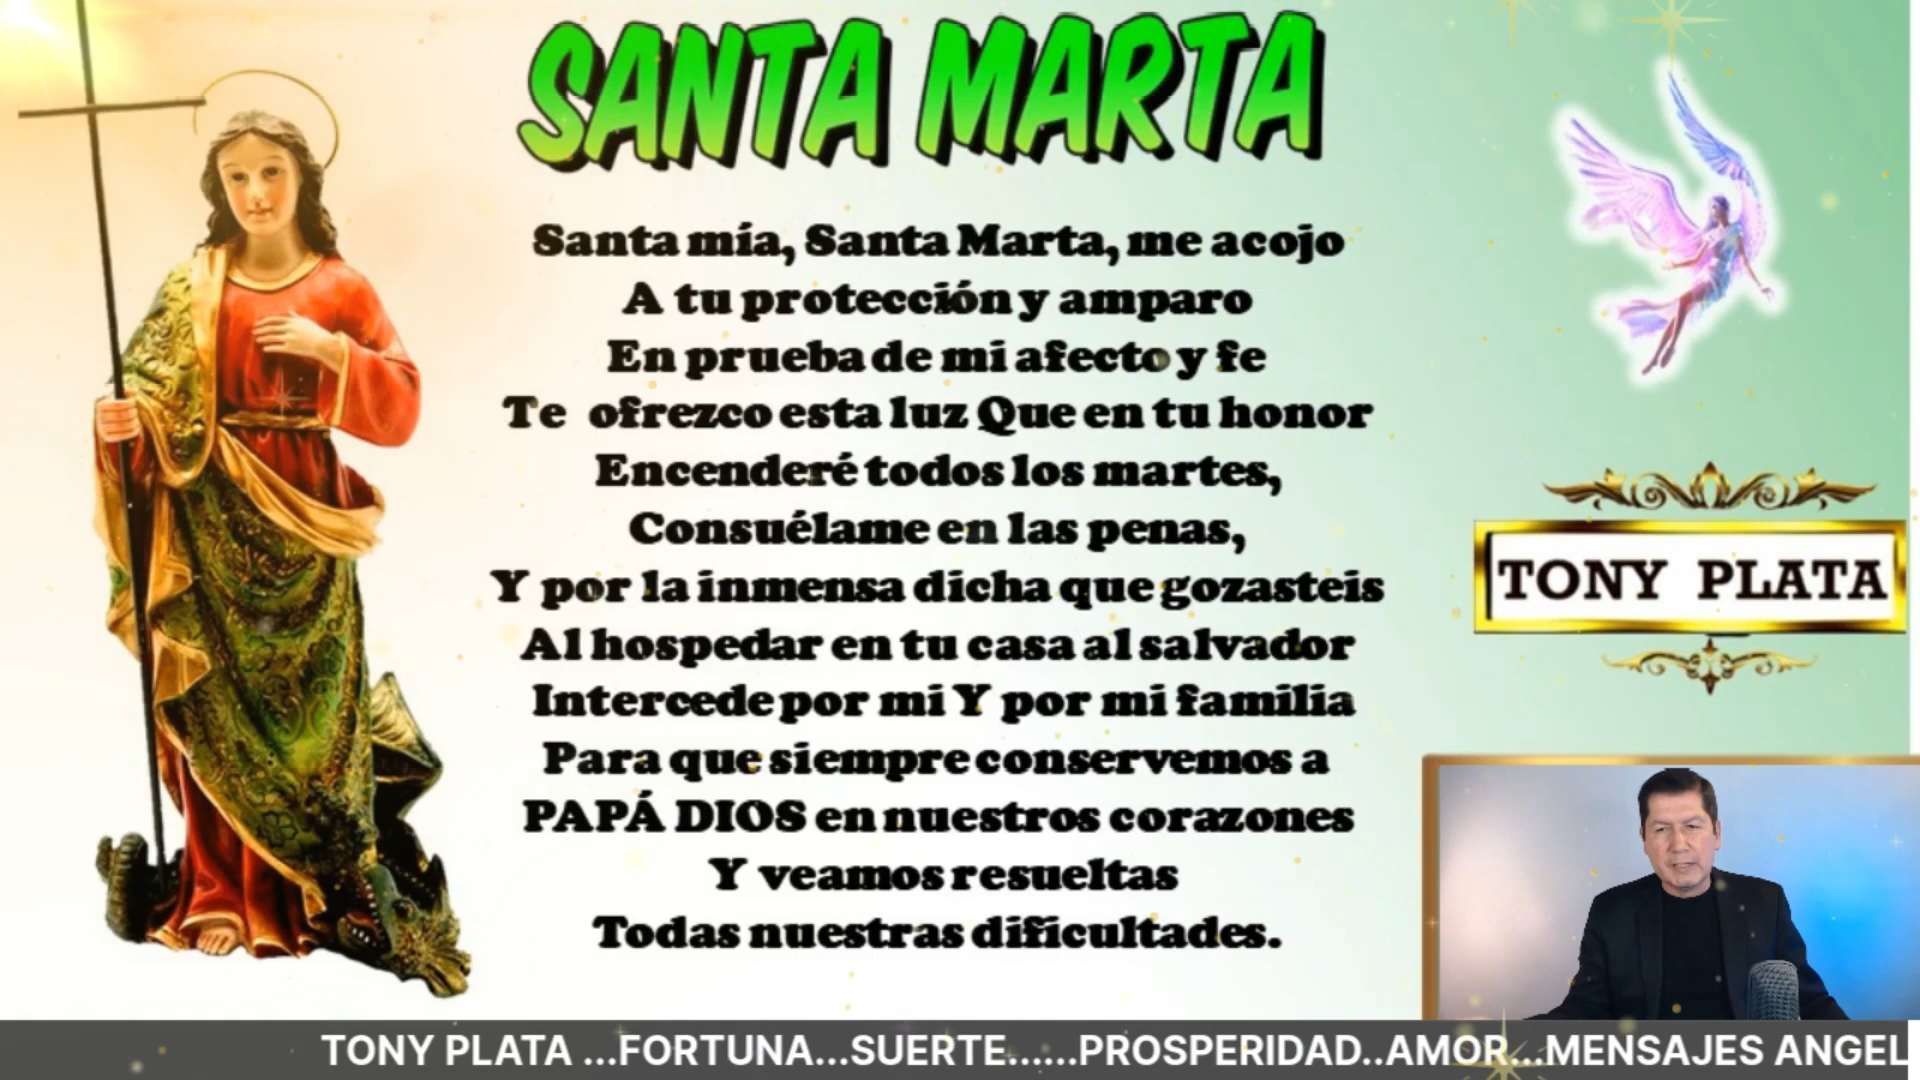 SANTA MARTA
Santa mía, Santa Marta, me acojo
A tu protección y amparo
En prueba de mi afecto y fe
Te ofrezco esta luz Que en tu honor
Encenderé todos los martes,
Consuélame en las penas,
Y por la inmensa dicha que gozasteis
Al hospedar en tu casa al salvador
Intercede por mi Y por mi familia
Para que siempre conservemos a
PAPÁ DIOS en nuestros corazones
Y veamos resueltas
Todas nuestras dificultades.
TONY PLATA
TONY PLATA ...FORTUNA...SUERTE......PROSPERIDAD..AMOR...MENSAJES ANGEL